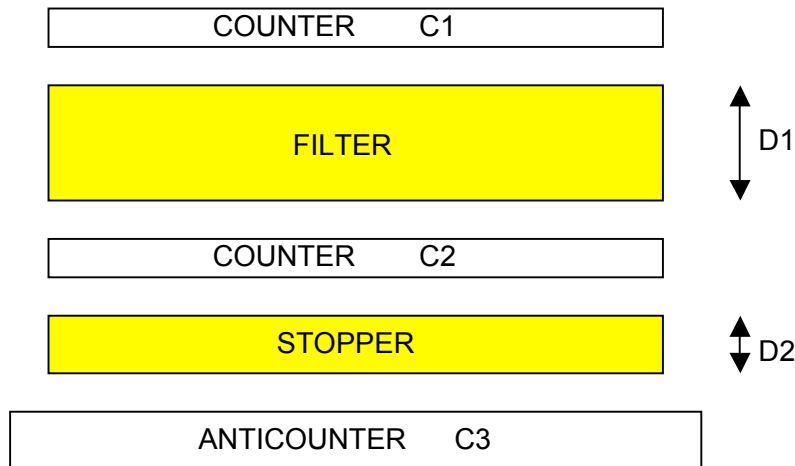 COUNTER C1
FILTER
D1
COUNTER C2
STOPPER
D2
ANTICOUNTER C3